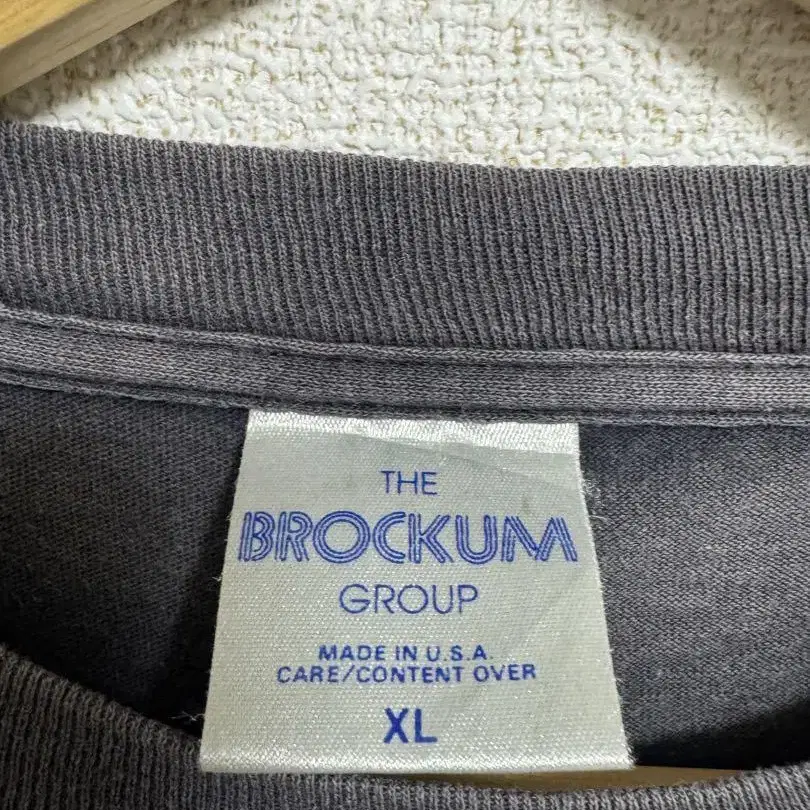 THE
BROCKUM
GROUP
MADE IN U.S.A.
CARE/CONTENT OVER
XL